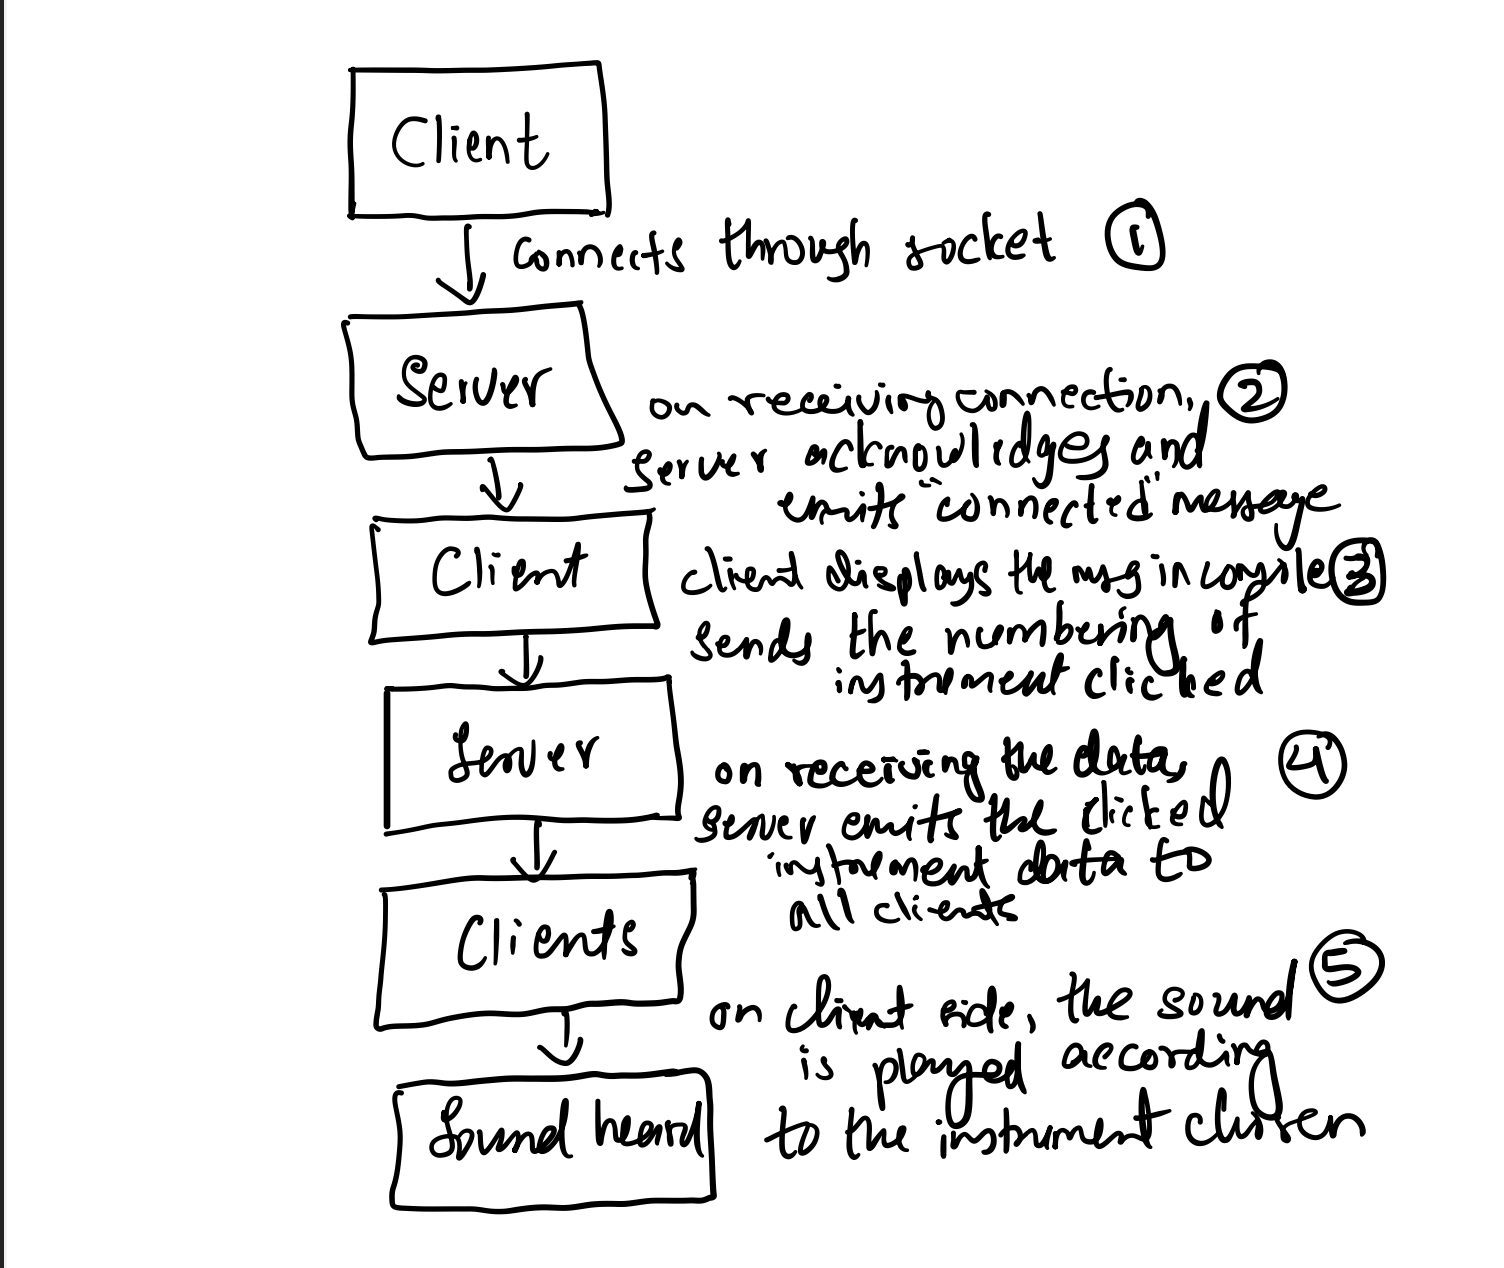 Client
connects through socket 1
Server
on receiving connection, 2
server acknowledges and
emits "connected" message
Client
client displays the msg in console 3
sends the numbering of
instrument clicked
Server
on receiving the data, 4
server emits the clicked
instrument data to
all clients
Clients
5
on client side, the sound
is played according
to the instrument chosen
Sound heard